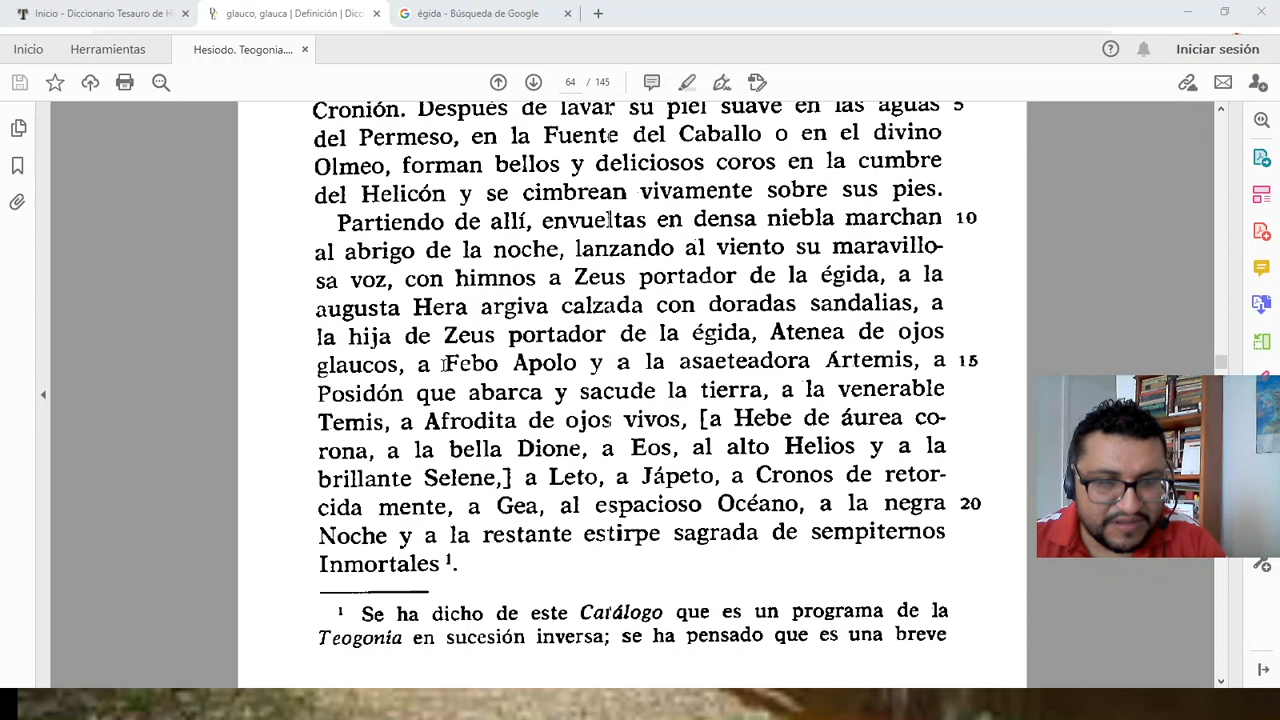 Inicio - Diccionario Tesauro de H
glauco, glauca | Definición | Dicc
égida - Búsqueda de Google
Inicio
Herramientas
Hesiodo. Teogonia....
Iniciar sesión
64 / 145
Cronión. Después de lavar su piel suave en las aguas 5
del Permeso, en la Fuente del Caballo o en el divino
Olmeo, forman bellos y deliciosos coros en la cumbre
del Helicón y se cimbrean vivamente sobre sus pies.
Partiendo de allí, envueltas en densa niebla marchan 10
al abrigo de la noche, lanzando al viento su maravillo-
sa voz, con himnos a Zeus portador de la égida, a la
augusta Hera argiva calzada con doradas sandalias, a
la hija de Zeus portador de la égida, Atenea de ojos
glaucos, a Febo Apolo y a la asaeteadora Ártemis, a 15
Posidón que abarca y sacude la tierra, a la venerable
Temis, a Afrodita de ojos vivos, [a Hebe de áurea co-
rona, a la bella Dione, a Eos, al alto Helios y a la
brillante Selene,] a Leto, a Jápeto, a Cronos de retor-
cida mente, a Gea, al espacioso Océano, a la negra 20
Noche y a la restante estirpe sagrada de sempiternos
Inmortales 1.
1 Se ha dicho de este Catálogo que es un programa de la
Teogonía en sucesión inversa; se ha pensado que es una breve